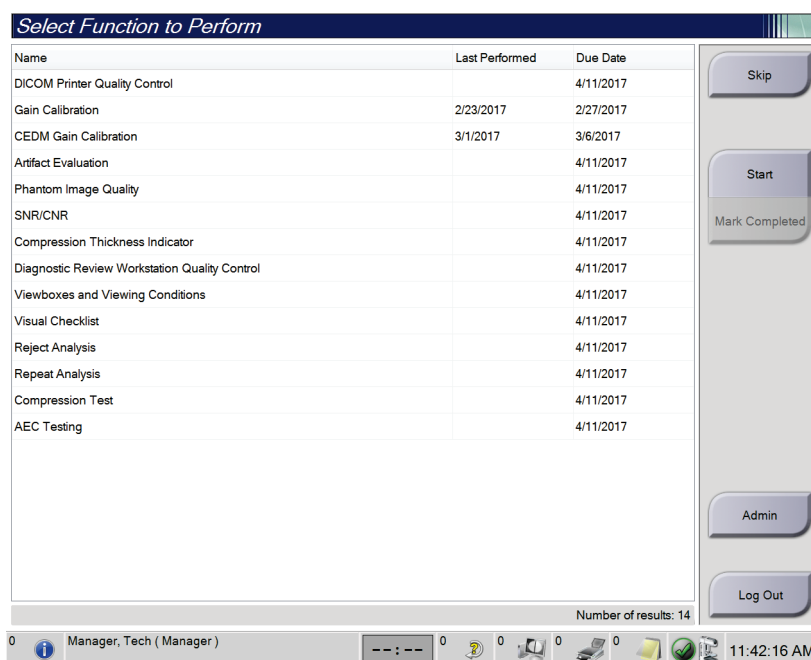 Select Function to Perform
Name Last Performed Due Date
DICOM Printer Quality Control 4/11/2017
Gain Calibration 2/23/2017 2/27/2017
CEDM Gain Calibration 3/1/2017 3/6/2017
Artifact Evaluation 4/11/2017
Phantom Image Quality 4/11/2017
SNR/CNR 4/11/2017
Compression Thickness Indicator 4/11/2017
Diagnostic Review Workstation Quality Control 4/11/2017
Viewboxes and Viewing Conditions 4/11/2017
Visual Checklist 4/11/2017
Reject Analysis 4/11/2017
Repeat Analysis 4/11/2017
Compression Test 4/11/2017
AEC Testing 4/11/2017
Number of results: 14
Skip
Start
Mark Completed
Admin
Log Out
0 Manager, Tech ( Manager ) --:-- 0 0 0 0 11:42:16 AM